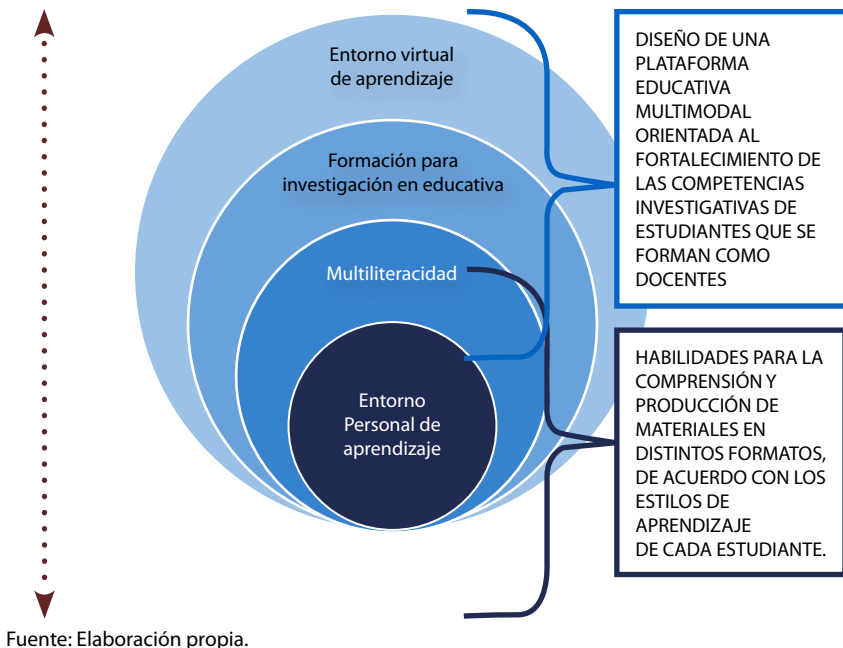 Entorno virtual
de aprendizaje
Formación para
investigación en educativa
Multiliteracidad
Entorno
Personal de
aprendizaje
DISEÑO DE UNA
PLATAFORMA
EDUCATIVA
MULTIMODAL
ORIENTADA AL
FORTALECIMIENTO DE
LAS COMPETENCIAS
INVESTIGATIVAS DE
ESTUDIANTES QUE SE
FORMAN COMO
DOCENTES
HABILIDADES PARA LA
COMPRENSIÓN Y
PRODUCCIÓN DE
MATERIALES EN
DISTINTOS FORMATOS,
DE ACUERDO CON LOS
ESTILOS DE
APRENDIZAJE
DE CADA ESTUDIANTE.
Fuente: Elaboración propia.